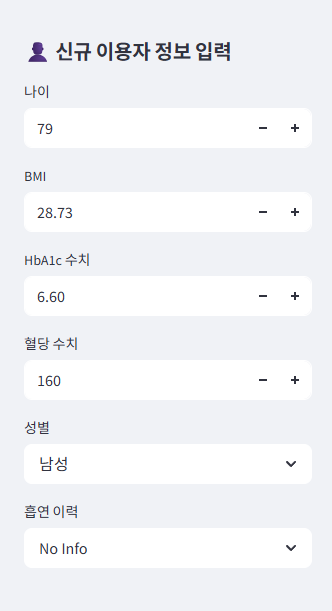 신규 이용자 정보 입력
나이
79
BMI
28.73
HbA1c 수치
6.60
혈당 수치
160
성별
남성
흡연 이력
No Info